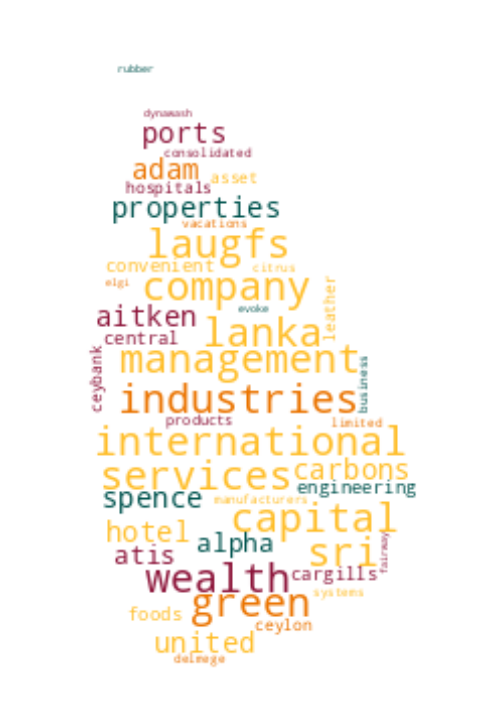 rubber
dynawash
ports
consolidated
adam
asset
hospitals
properties
vacations
laugfs
convenient
citrus
elgi
company
leather
evoke
aitken
lanka
central
management
ceybank
business
industries
products
limited
international
services
carbons
engineering
spence
manufacturers
capital
hotel
alpha
sri
fairway
atis
wealth
cargills
systems
green
foods
ceylon
united
delmege